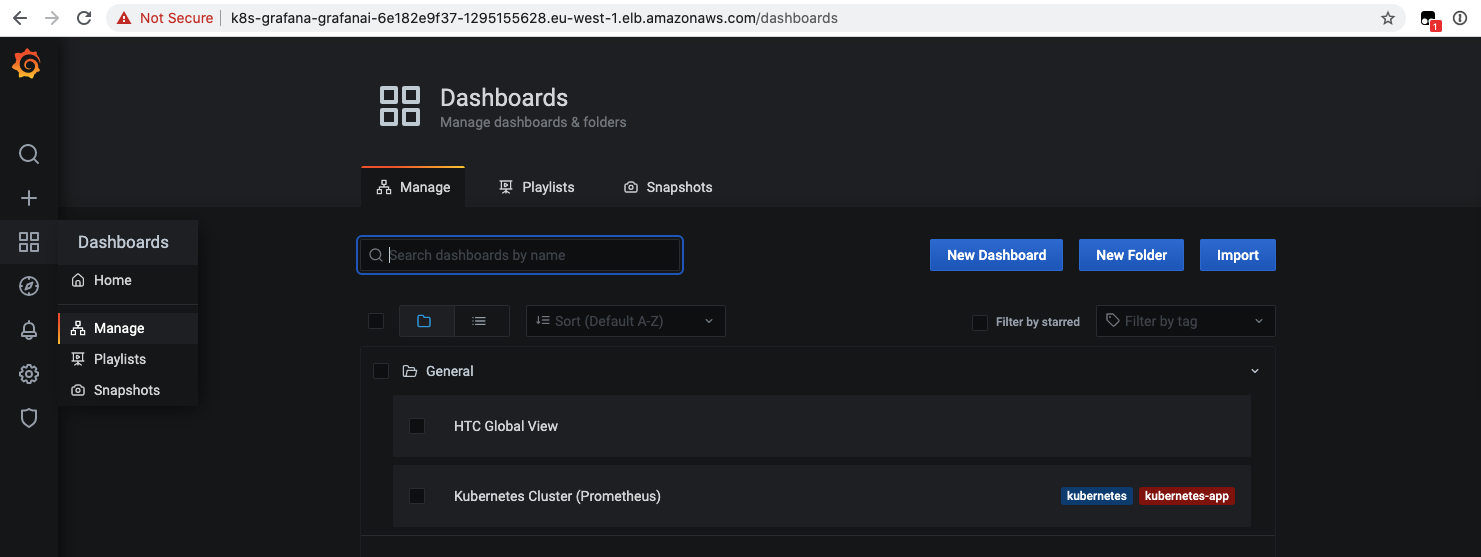 Not Secure k8s-grafana-grafanai-6e182e9f37-1295155628.eu-west-1.elb.amazonaws.com/dashboards
1
Dashboards
Manage dashboards & folders
Manage Playlists Snapshots
Dashboards
Home
Manage
Playlists
Snapshots
Search dashboards by name
New Dashboard New Folder Import
Sort (Default A-Z) Filter by starred Filter by tag
General
HTC Global View
Kubernetes Cluster (Prometheus) kubernetes kubernetes-app